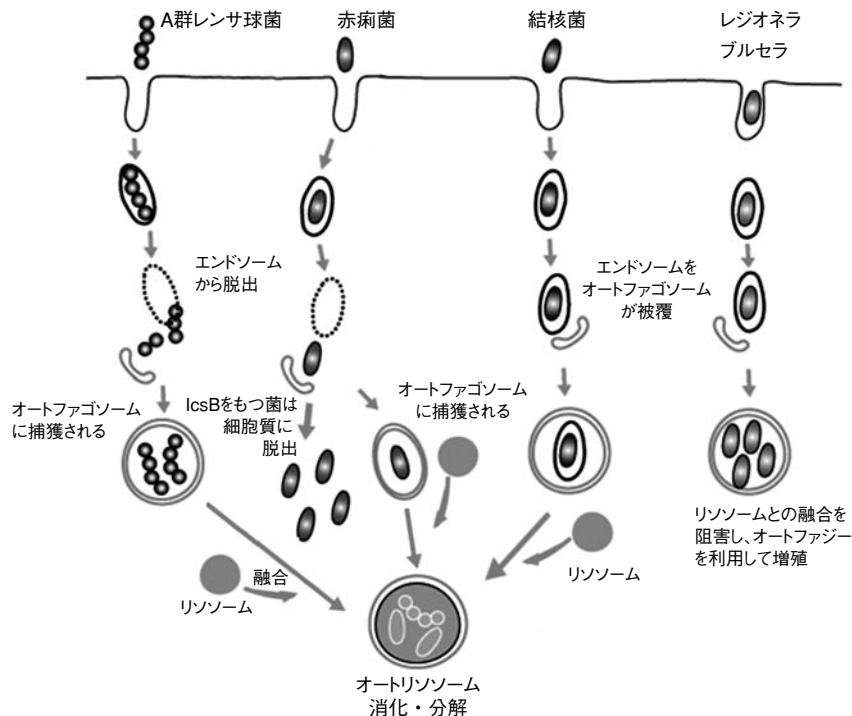 A群レンサ球菌
赤痢菌
結核菌
レジオネラ
ブルセラ
エンドソーム
から脱出
エンドソームを
オートファゴソーム
が被覆
オートファゴソーム
に捕獲される
IcsBをもつ菌は
細胞質に
脱出
オートファゴソーム
に捕獲される
リソソームとの融合を
阻害し、オートファジー
を利用して増殖
融合
リソソーム
リソソーム
オートリソソーム
消化・分解